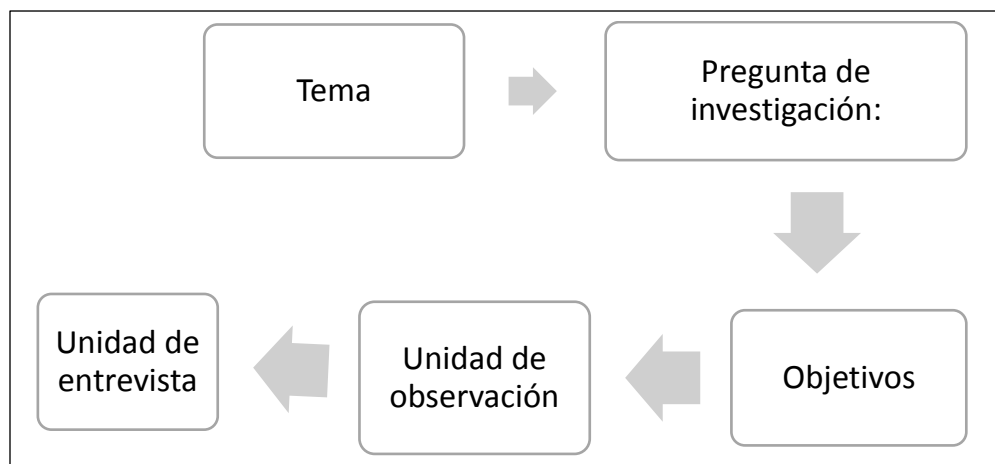 Tema
Pregunta de
investigación:
Objetivos
Unidad de
observación
Unidad de
entrevista